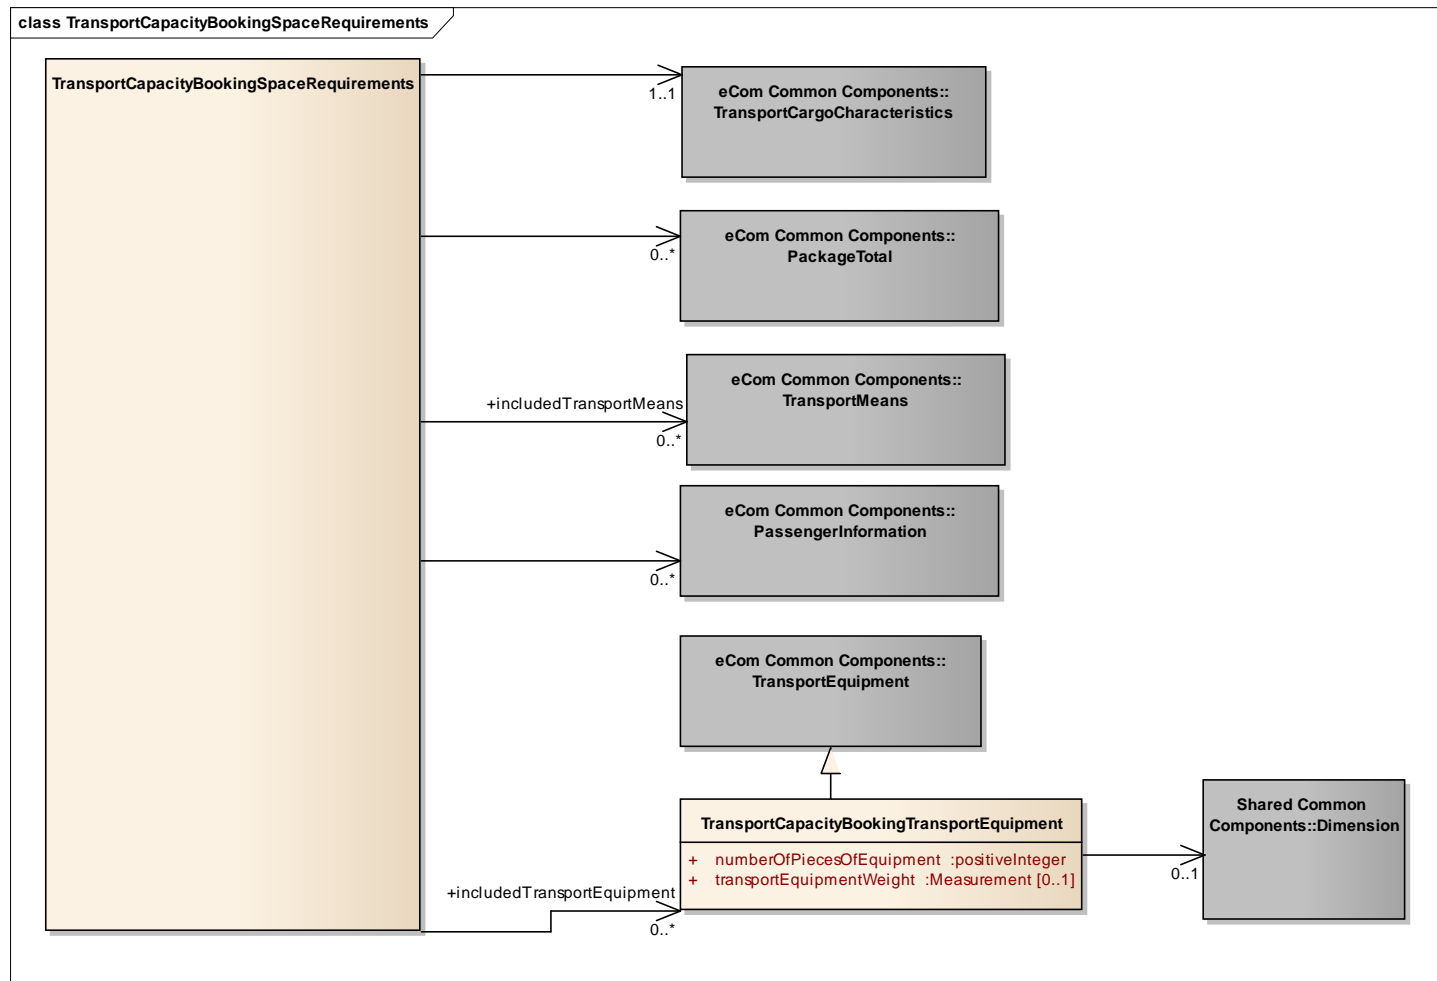 class TransportCapacityBookingSpaceRequirements
TransportCapacityBookingSpaceRequirements
1..1
eCom Common Components::
TransportCargoCharacteristics
0..*
eCom Common Components::
PackageTotal
+includedTransportMeans
0..*
eCom Common Components::
TransportMeans
0..*
eCom Common Components::
PassengerInformation
eCom Common Components::
TransportEquipment
+includedTransportEquipment
0..*
TransportCapacityBookingTransportEquipment
+ numberOfPiecesOfEquipment :positiveInteger
+ transportEquipmentWeight :Measurement [0..1]
0..1
Shared Common
Components::Dimension